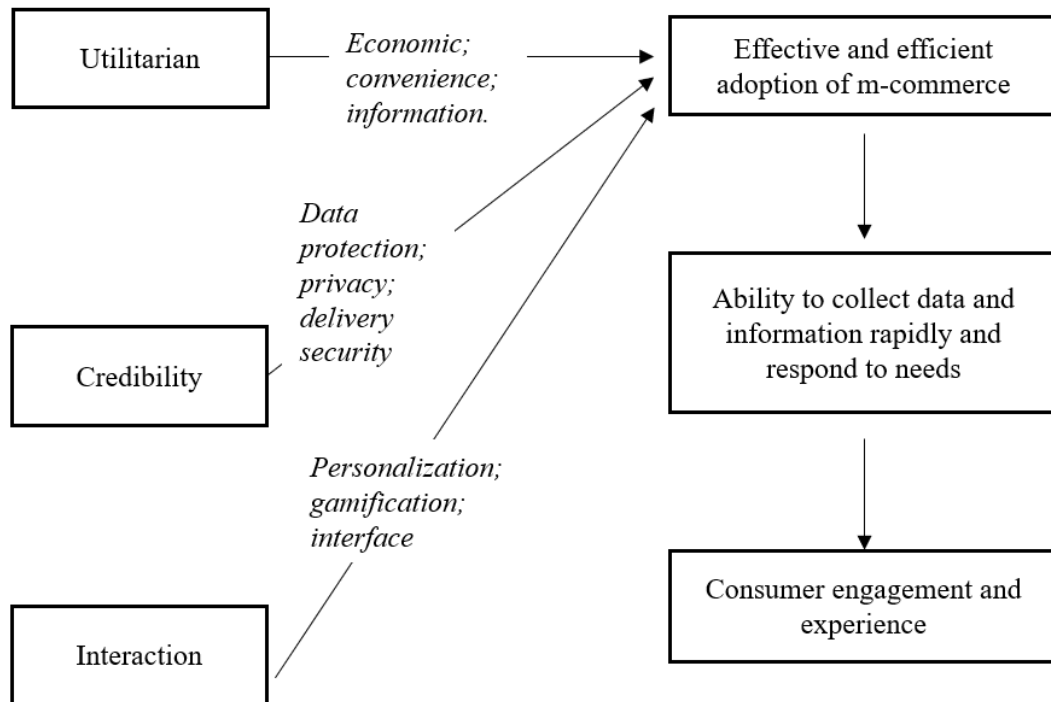 Utilitarian
Economic;
convenience;
information.
Effective and efficient
adoption of m-commerce
Data
protection;
privacy;
delivery
security
Credibility
Ability to collect data and
information rapidly and
respond to needs
Personalization;
gamification;
interface
Interaction
Consumer engagement and
experience